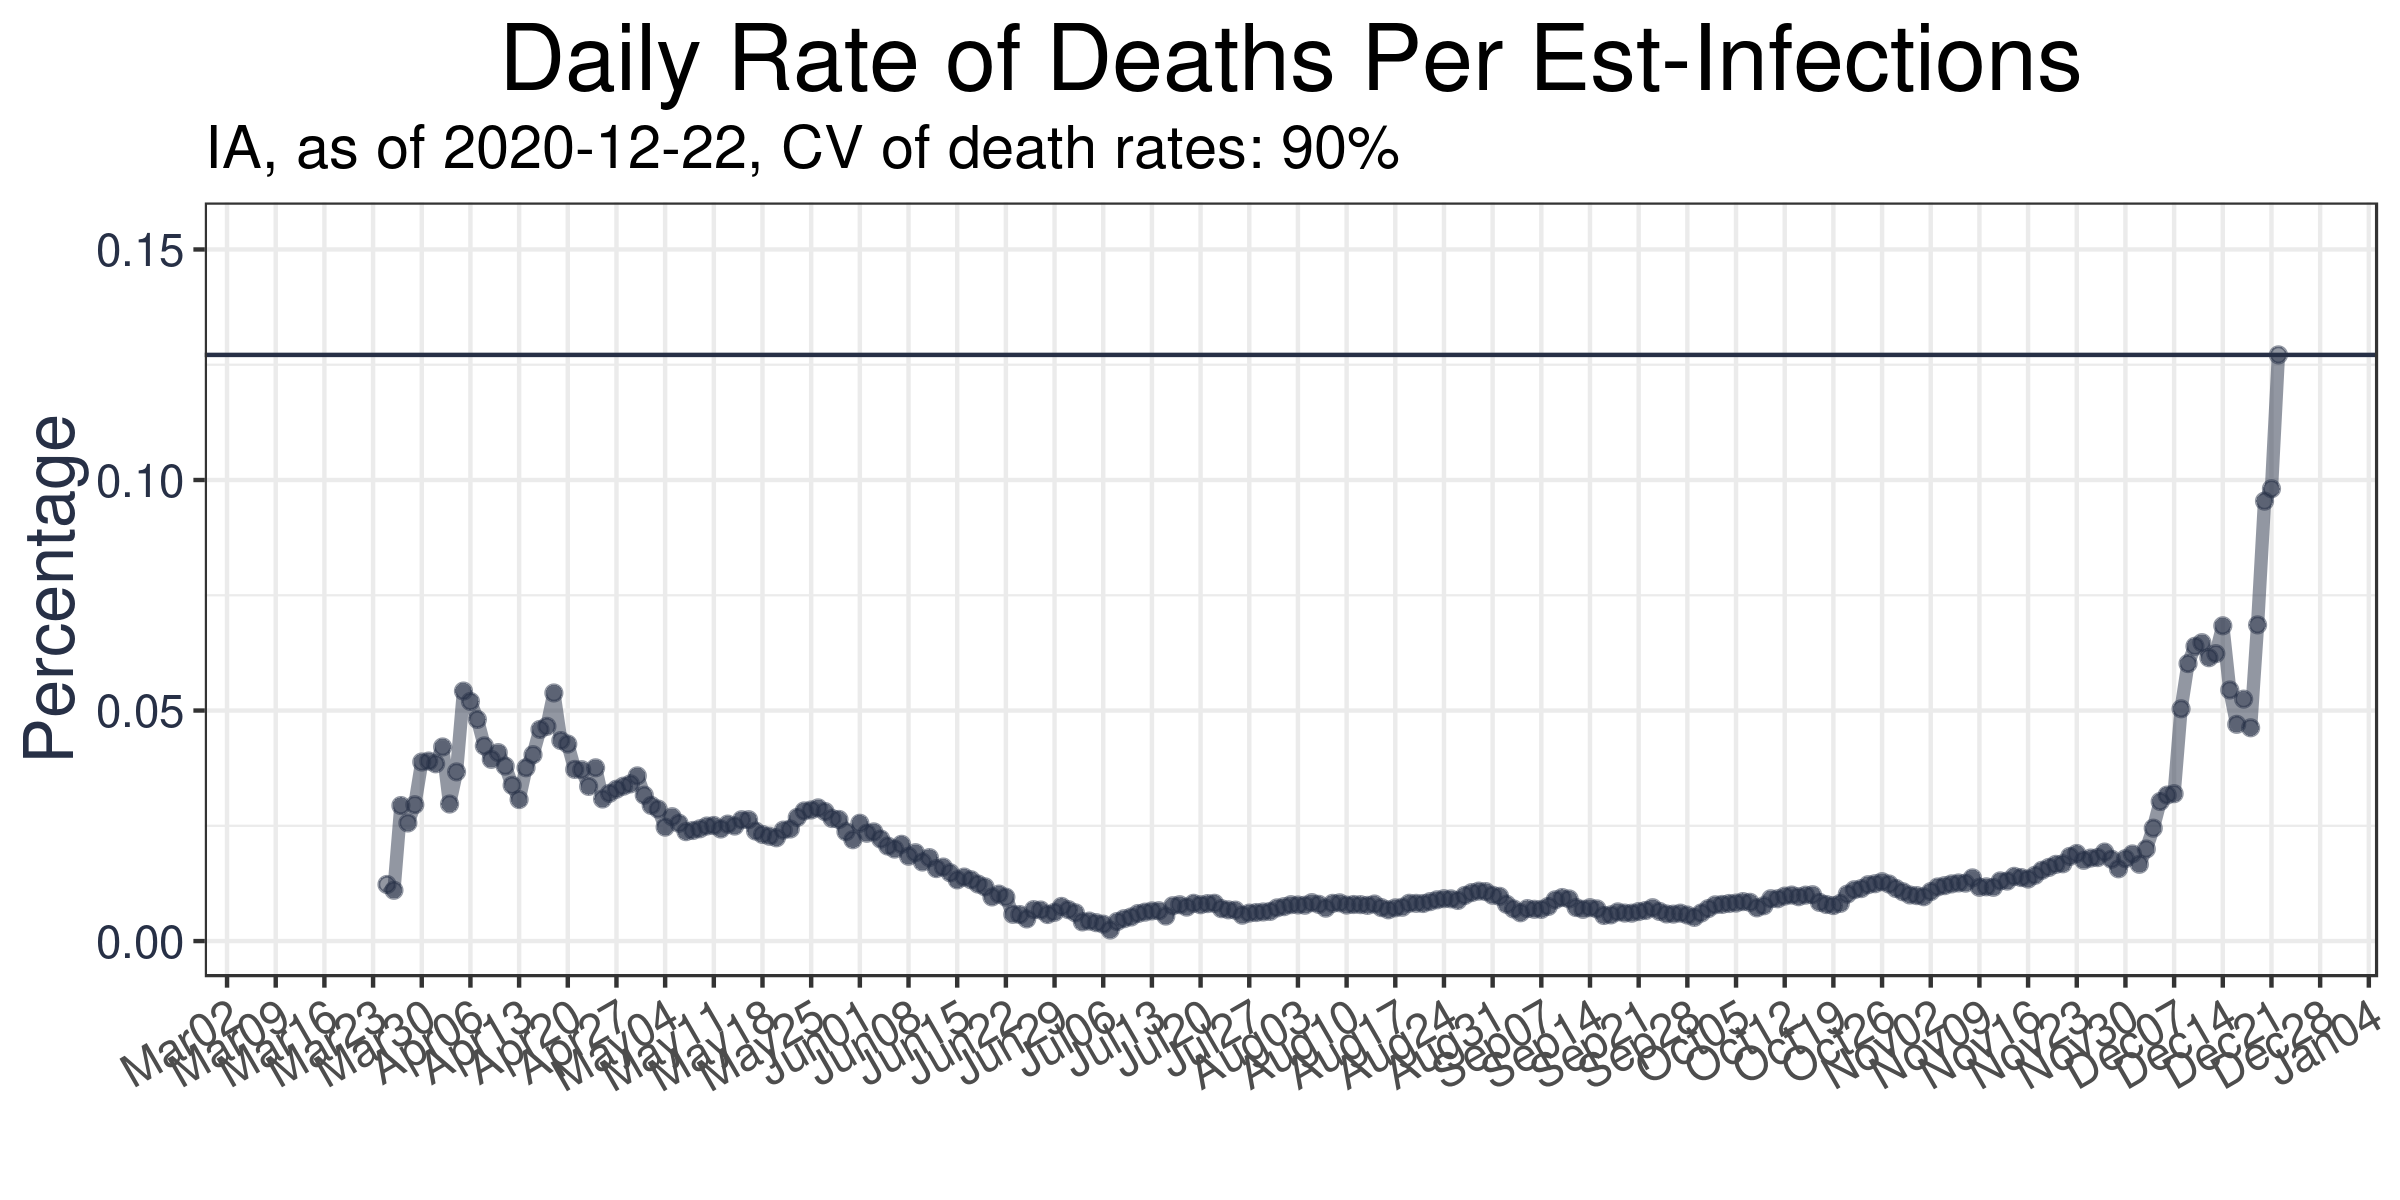 Daily Rate of Deaths Per Est-Infections
IA, as of 2020-12-22, CV of death rates: 90%
Percentage
0.15
0.10
0.05
0.00
Mar02
Mar09
Mar16
Mar23
Mar30
Apr06
Apr13
Apr20
Apr27
May04
May11
May18
May25
Jun01
Jun08
Jun15
Jun22
Jun29
Jul06
Jul13
Jul20
Jul27
Aug03
Aug10
Aug17
Aug24
Aug31
Sep07
Sep14
Sep21
Sep28
Oct05
Oct12
Oct19
Oct26
Nov02
Nov09
Nov16
Nov23
Nov30
Dec07
Dec14
Dec21
Dec28
Jan04